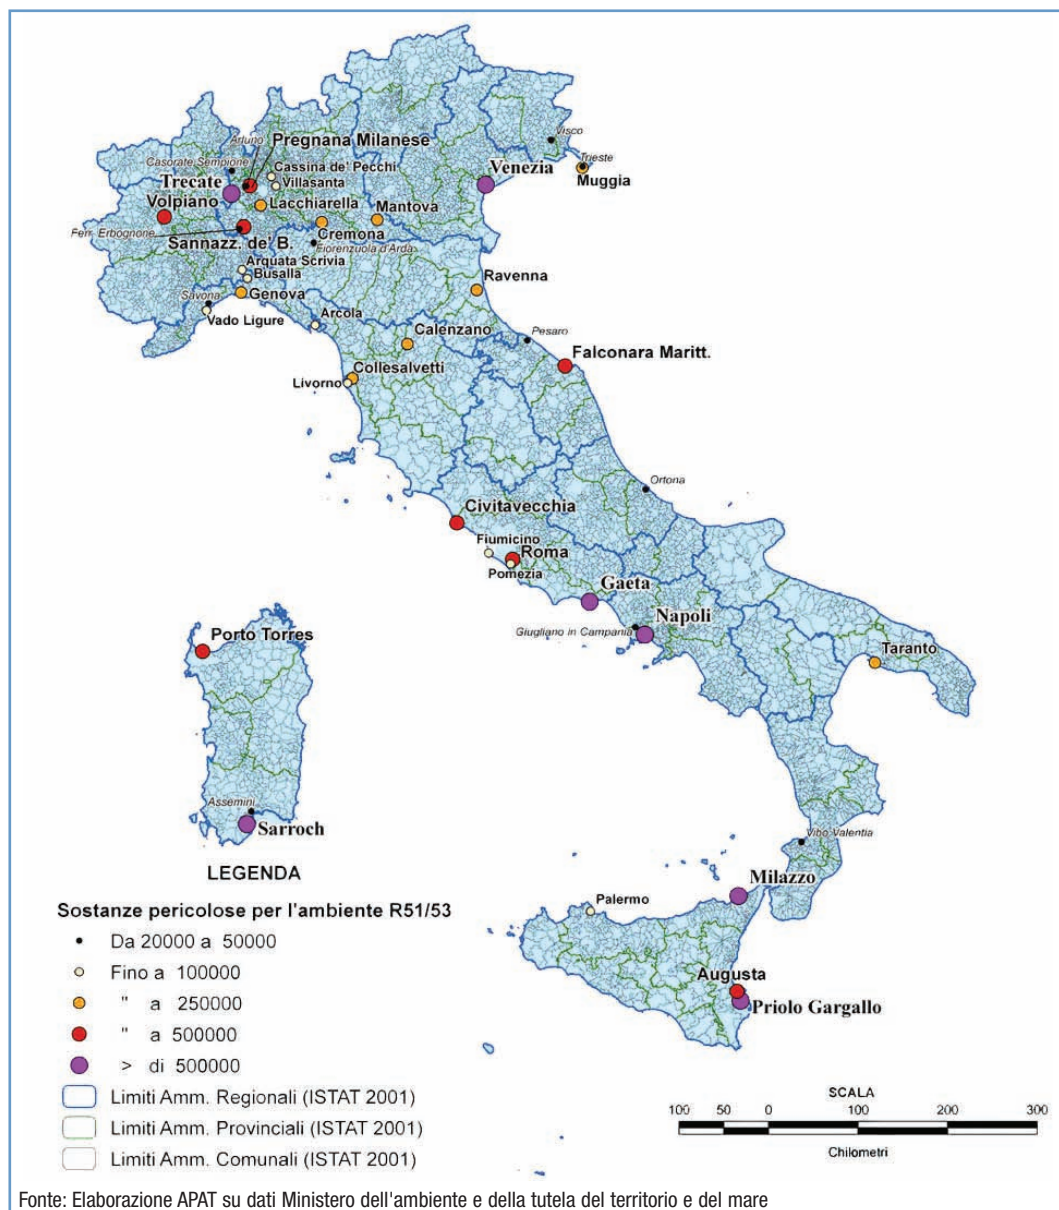 Visco
Trieste
Muggia
Arluno
Pregnana Milanese
Casorate Sempione
Cassina de' Pecchi
Trecate
Villasanta
Venezia
Volpiano
Lacchiarella
Mantova
Ferr. Erbognone
Sannazz. de' B.
Cremona
Fiorenzuola d'Arda
Arquata Scrivia
Busalla
Ravenna
Savona
Genova
Vado Ligure
Arcola
Calenzano
Pesaro
Falconara Maritt.
Collesalvetti
Livorno
Ortona
Civitavecchia
Fiumicino
Roma
Pomezia
Gaeta
Napoli
Giugliano in Campania
Porto Torres
Taranto
Assemini
Sarroch
Vibo Valentia
Milazzo
Palermo
Augusta
Priolo Gargallo
LEGENDA
Sostanze pericolose per l'ambiente R51/53
Da 20000 a 50000
Fino a 100000
" a 250000
" a 500000
> di 500000
Limiti Amm. Regionali (ISTAT 2001)
Limiti Amm. Provinciali (ISTAT 2001)
Limiti Amm. Comunali (ISTAT 2001)
SCALA
100 50 0 100 200 300
Chilometri
Fonte: Elaborazione APAT su dati Ministero dell'ambiente e della tutela del territorio e del mare